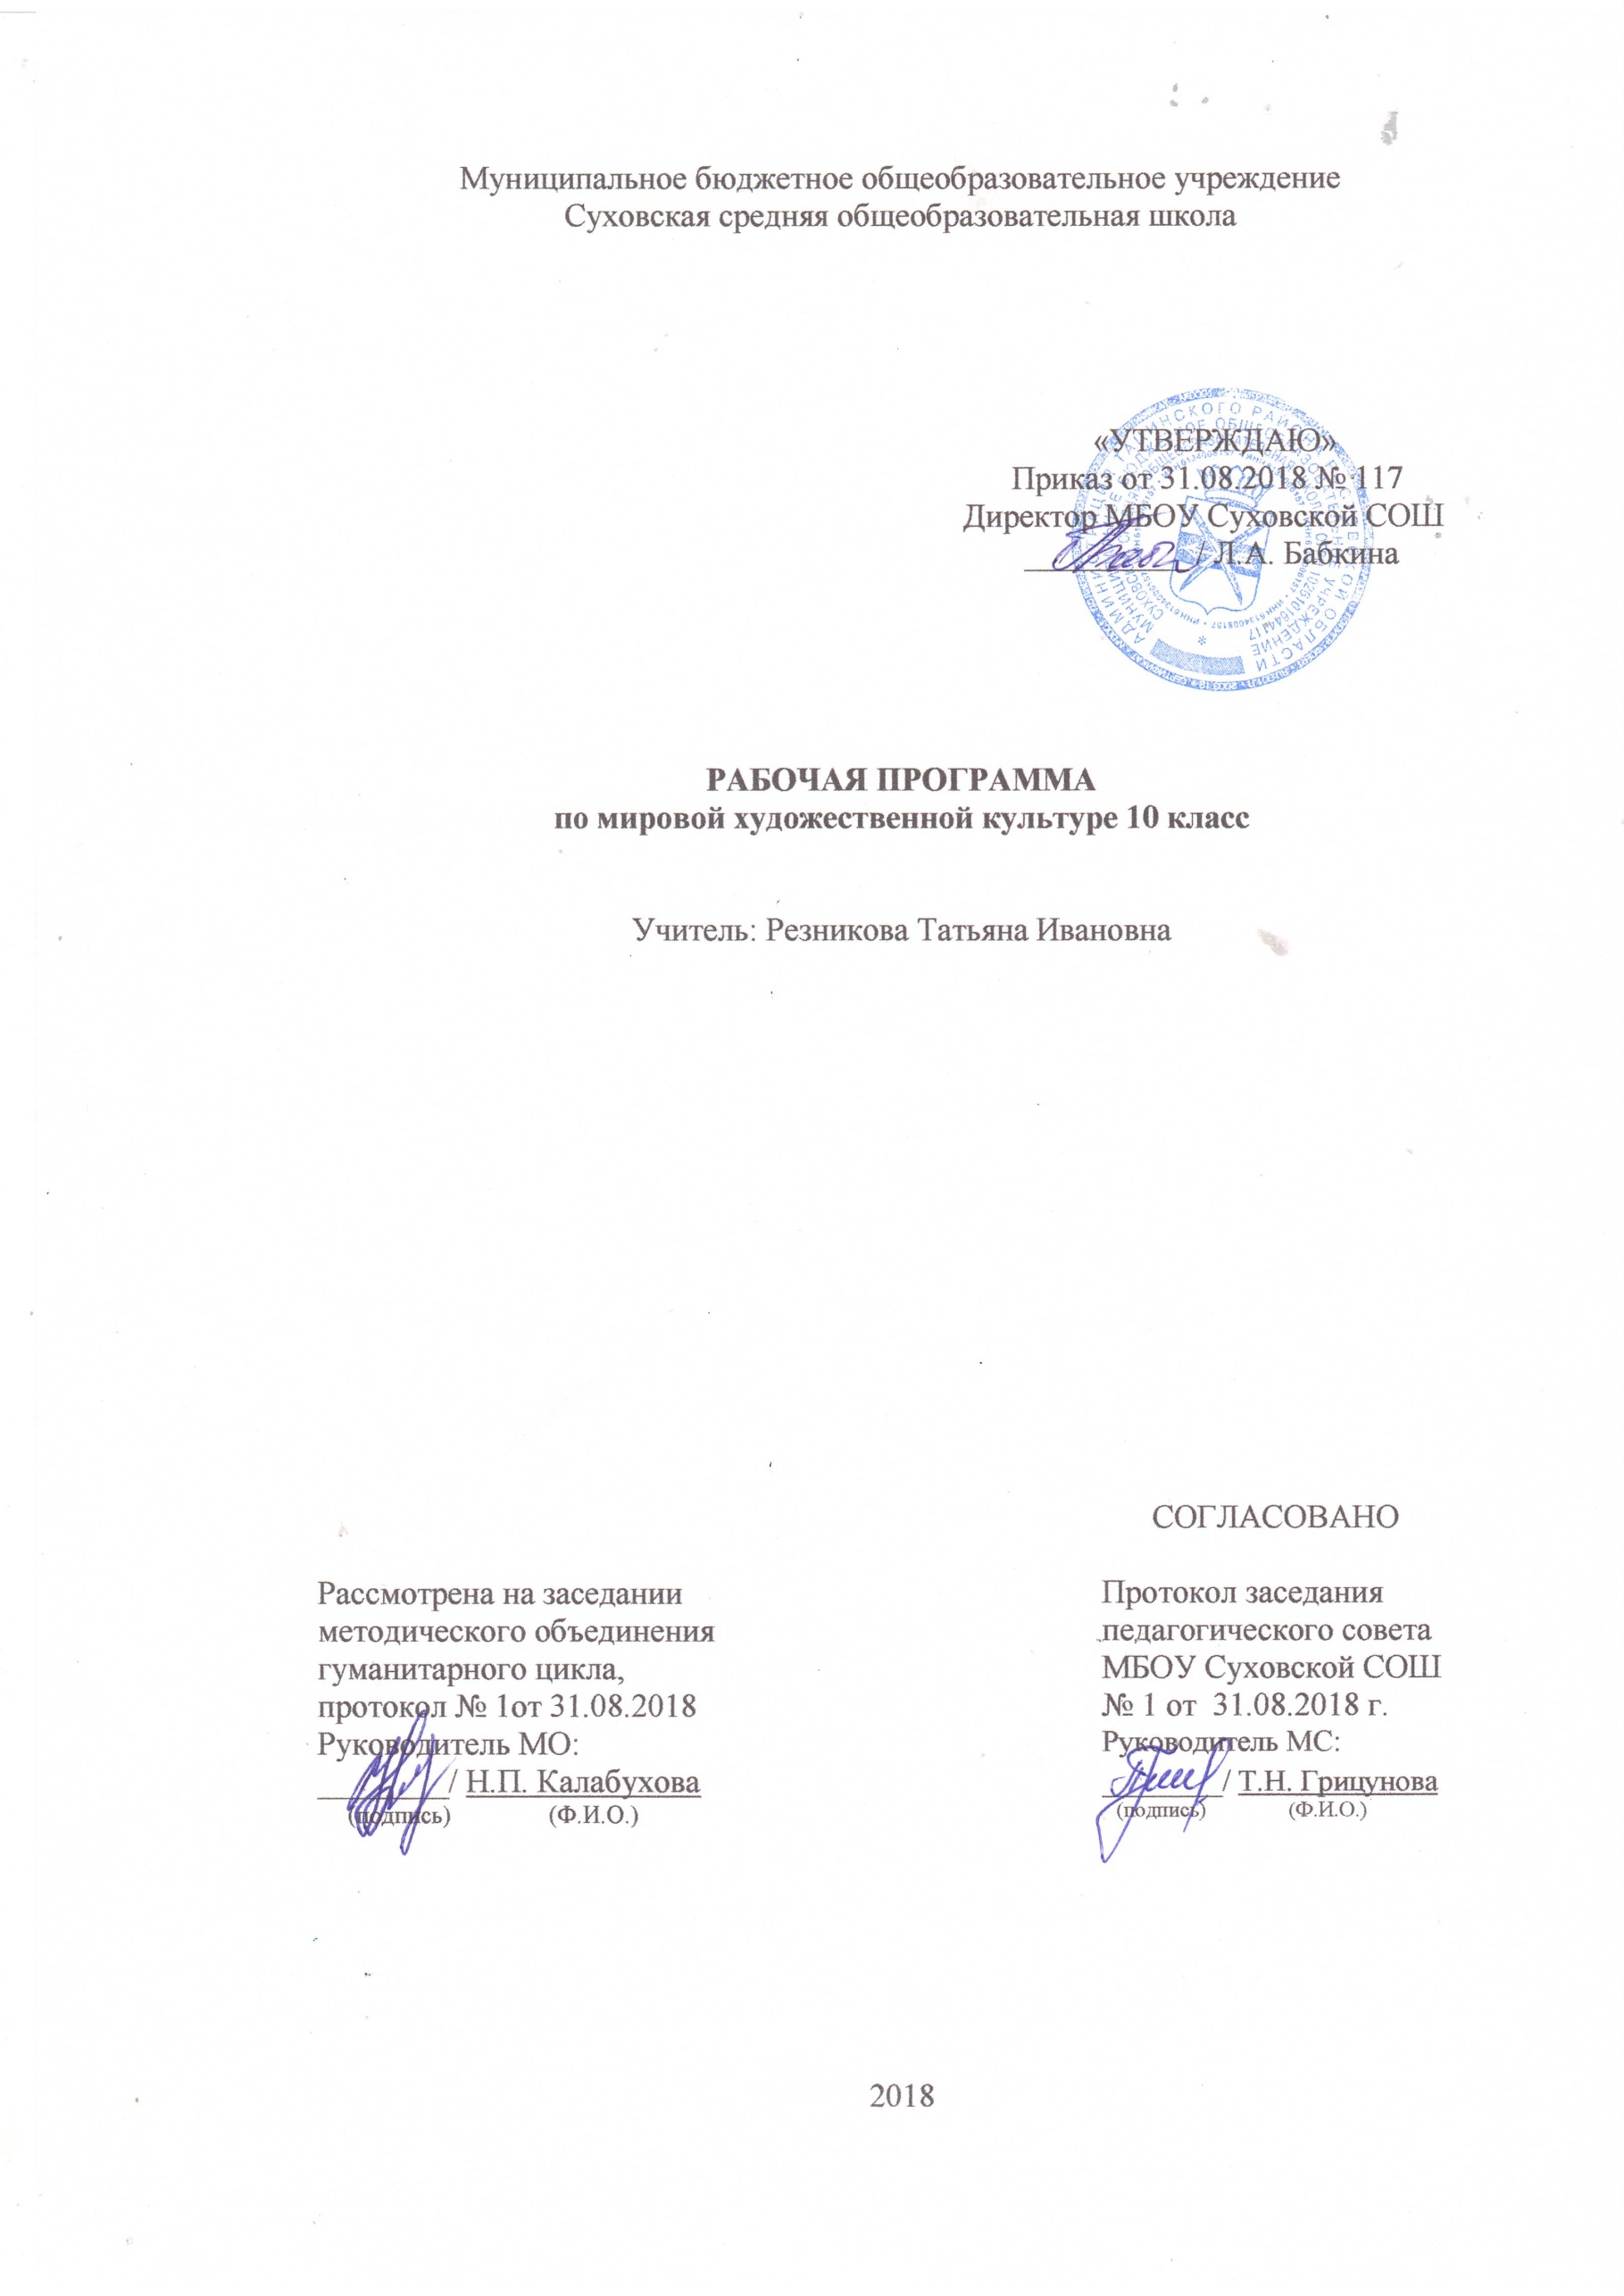 Муниципальное бюджетное общеобразовательное учреждение
Суховская средняя общеобразовательная школа
«УТВЕРЖДАЮ»
Приказ от 31.08.2018 № 117
Директор МБОУ Суховской СОШ
/ Л.А. Бабкина
РАБОЧАЯ ПРОГРАММА
по мировой художественной культуре 10 класс
Учитель: Резникова Татьяна Ивановна
СОГЛАСОВАНО
Рассмотрена на заседании
методического объединения
гуманитарного цикла,
протокол № 1от 31.08.2018
Руководитель МО:
/ Н.П. Калабухова
(подпись) (Ф.И.О.)
Протокол заседания
педагогического совета
МБОУ Суховской СОШ
№ 1 от 31.08.2018 г.
Руководитель МС:
/ Т.Н. Грицунова
(подпись) (Ф.И.О.)
2018